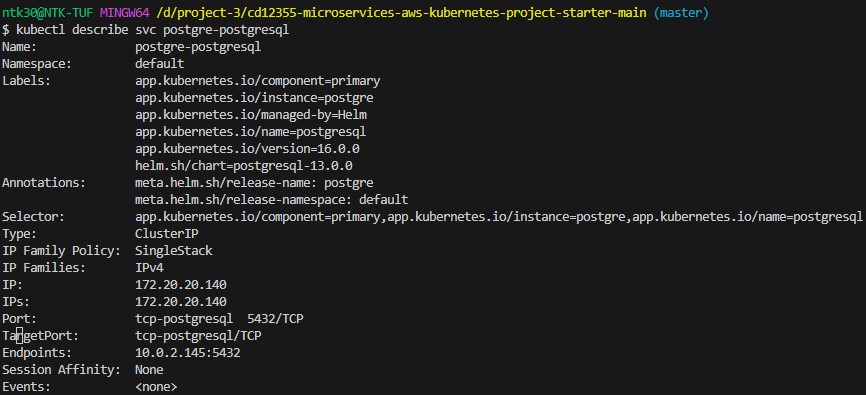 ntk30@NTK-TUF MINGW64 /d/project-3/cd12355-microservices-aws-kubernetes-project-starter-main (master)
$ kubectl describe svc postgre-postgresql
Name:              postgre-postgresql
Namespace:         default
Labels:            app.kubernetes.io/component=primary
                   app.kubernetes.io/instance=postgre
                   app.kubernetes.io/managed-by=Helm
                   app.kubernetes.io/name=postgresql
                   app.kubernetes.io/version=16.0.0
                   helm.sh/chart=postgresql-13.0.0
Annotations:       meta.helm.sh/release-name: postgre
                   meta.helm.sh/release-namespace: default
Selector:          app.kubernetes.io/component=primary,app.kubernetes.io/instance=postgre,app.kubernetes.io/name=postgresql
Type:              ClusterIP
IP Family Policy:  SingleStack
IP Families:       IPv4
IP:                172.20.20.140
IPs:               172.20.20.140
Port:              tcp-postgresql  5432/TCP
TargetPort:        tcp-postgresql/TCP
Endpoints:         10.0.2.145:5432
Session Affinity:  None
Events:            <none>